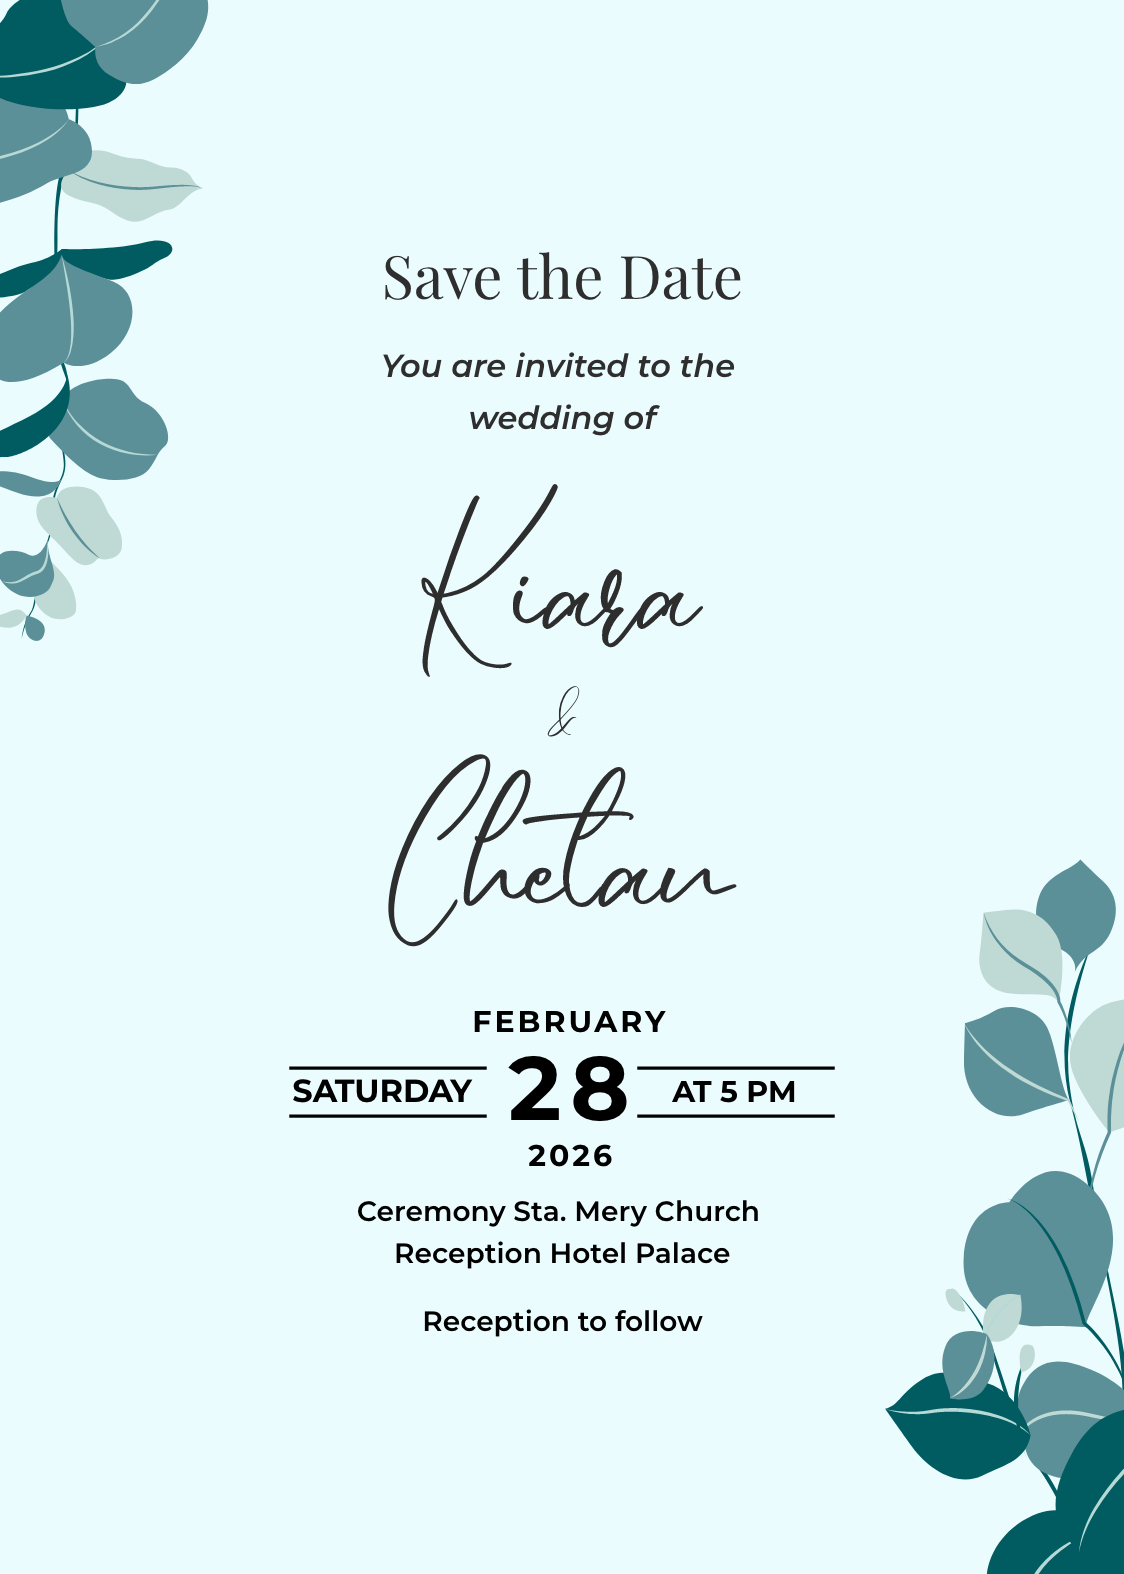 Save the Date
You are invited to the
wedding of
Kiara
&
Chetan
FEBRUARY
SATURDAY 28 AT 5 PM
2026
Ceremony Sta. Mery Church
Reception Hotel Palace
Reception to follow